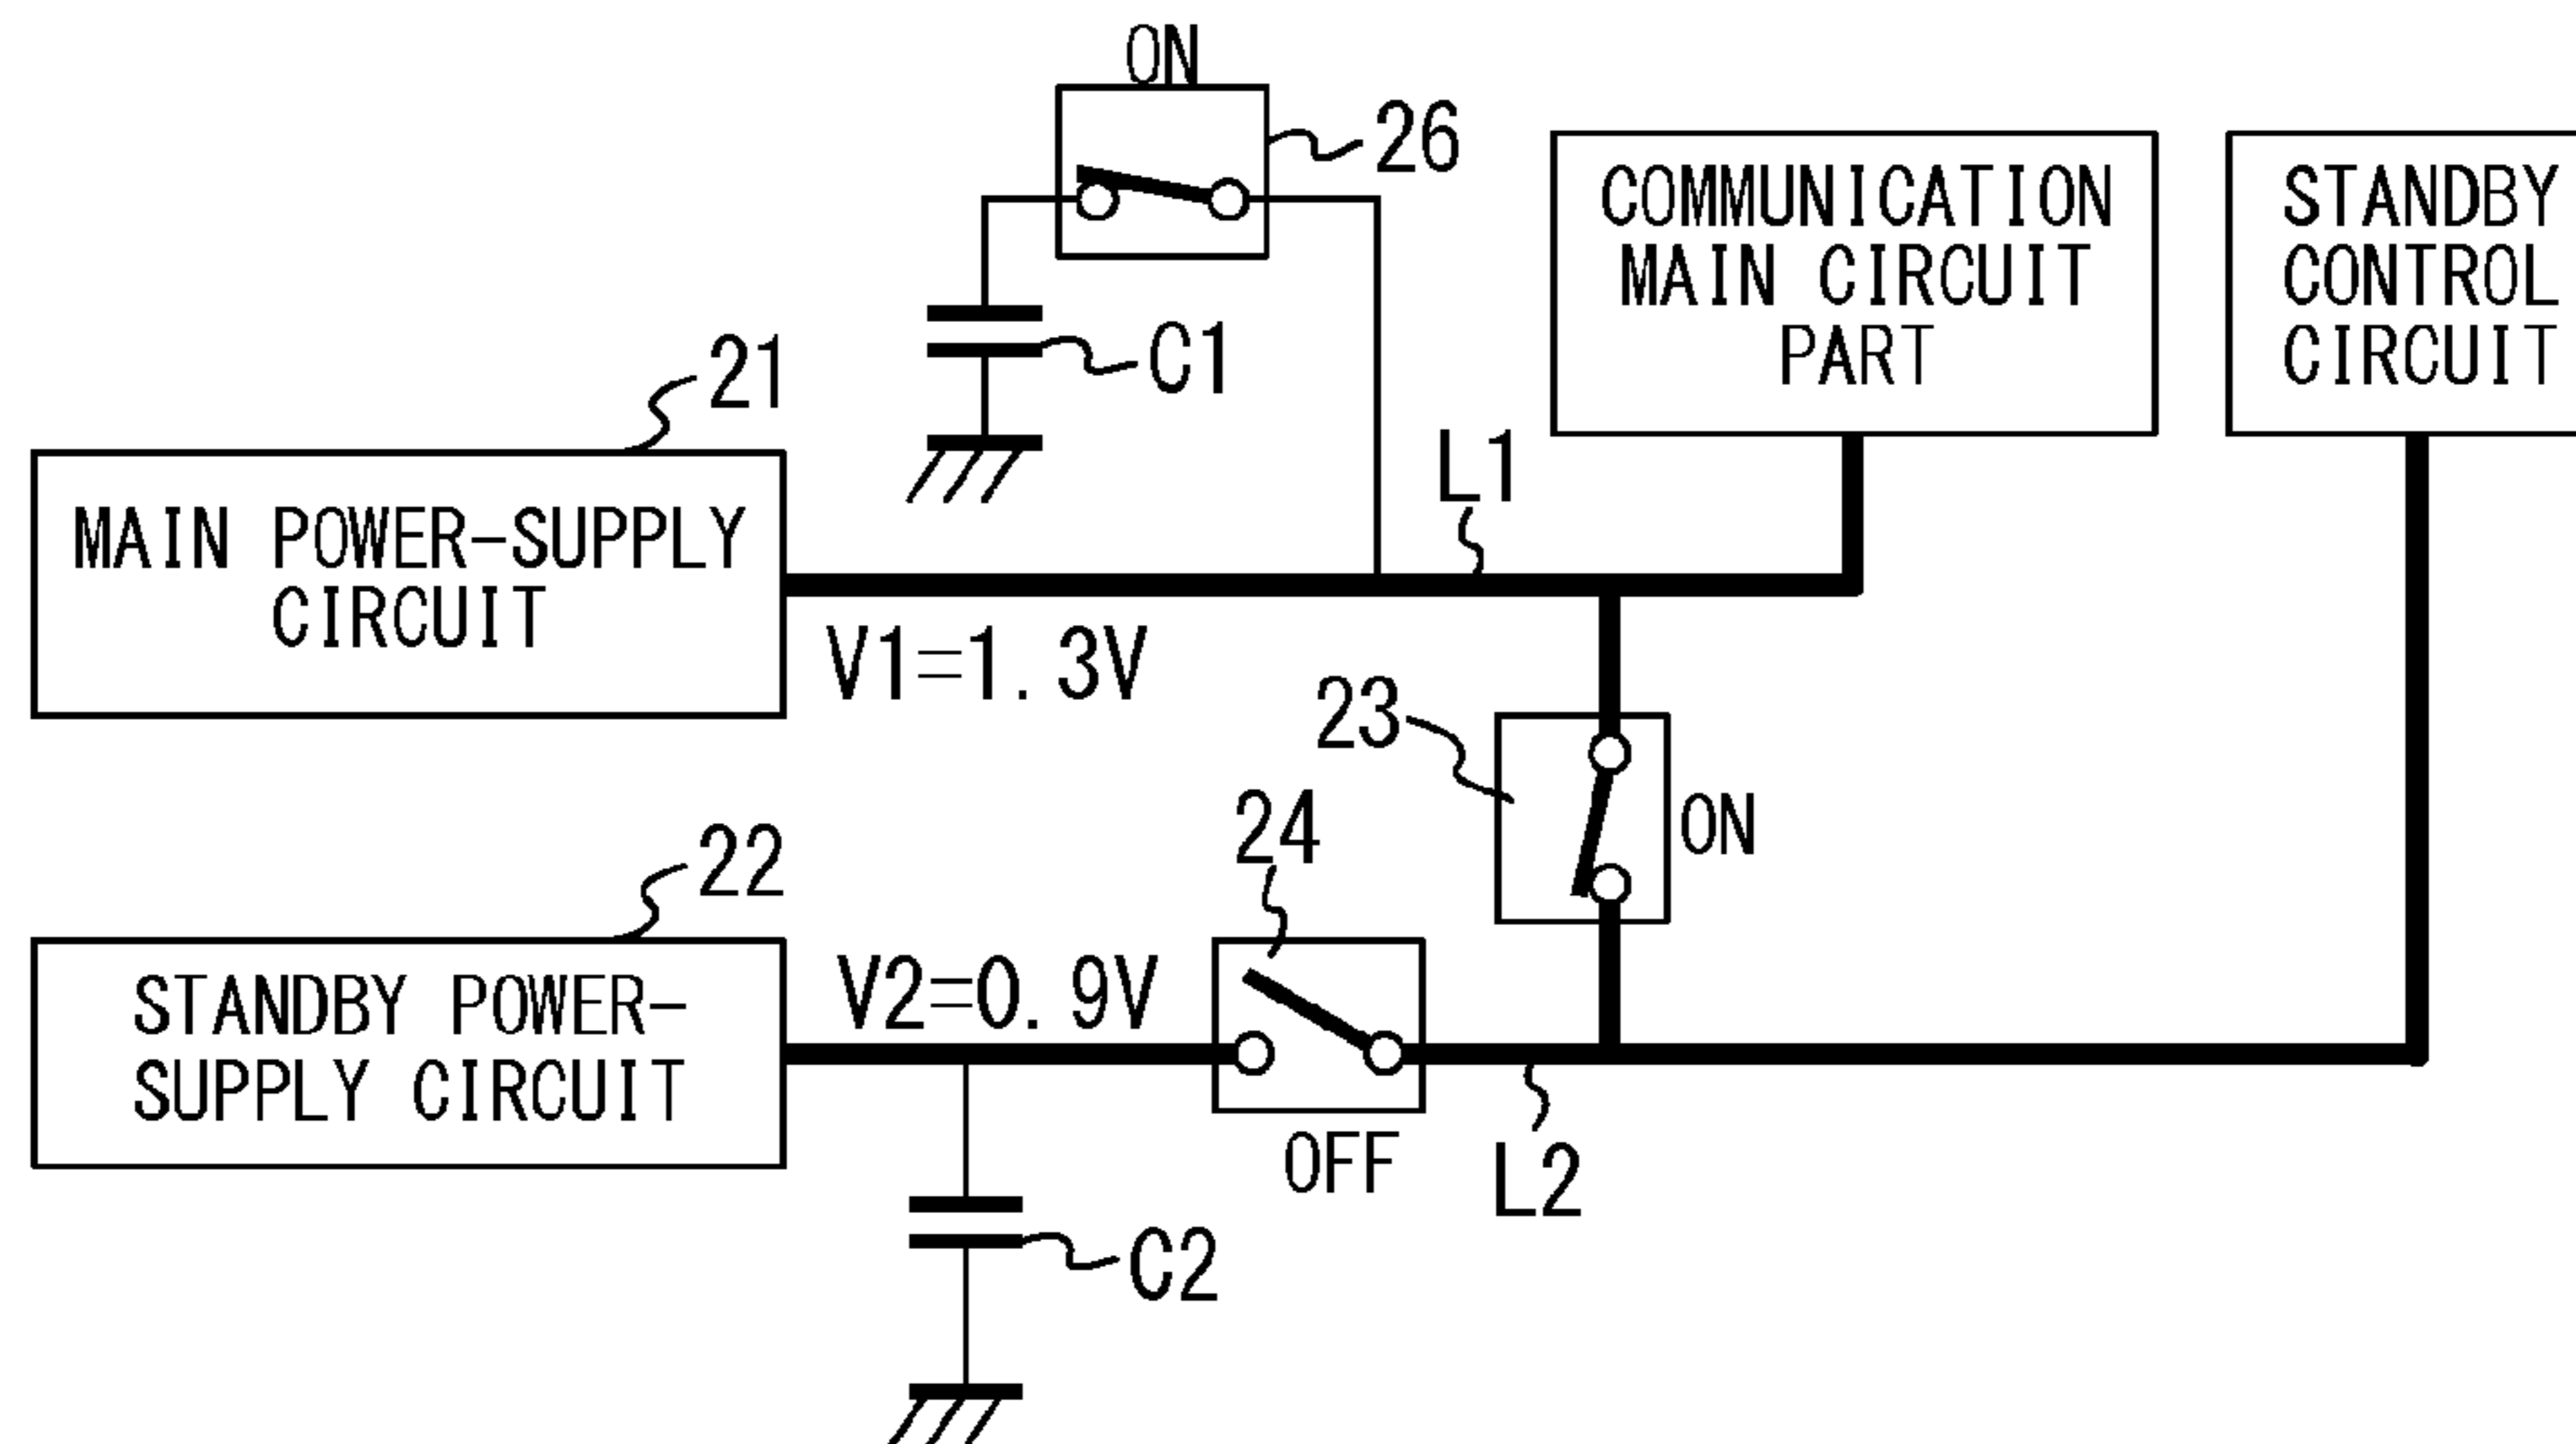 ON
26
COMMUNICATION
MAIN CIRCUIT
PART
STANDBY
CONTROL
CIRCUIT
C1
21
L1
MAIN POWER-SUPPLY
CIRCUIT
V1=1.3V
23
ON
24
22
V2=0.9V
STANDBY POWER-
SUPPLY CIRCUIT
OFF
L2
C2